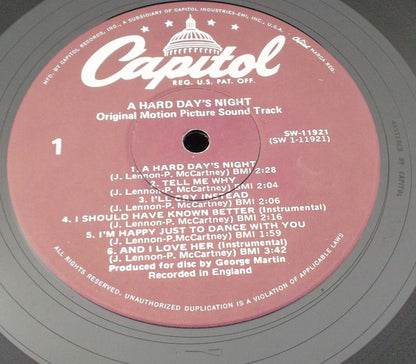 MFD. BY CAPITOL RECORDS, INC., A SUBSIDIARY OF CAPITOL INDUSTRIES-EMI, INC., U.S.A.
Capitol
MARCA REG.
REG. U.S. PAT. OFF.
A HARD DAY'S NIGHT
Original Motion Picture Sound Track
1
SW-11921
(SW 1-11921)
1. A HARD DAY'S NIGHT
(J. Lennon-P. McCartney) BMI 2:28
2. TELL ME WHY
(J. Lennon-P. McCartney) BMI 2:04
3. I'LL CRY INSTEAD
(J. Lennon-P. McCartney) BMI 2:06
4. I SHOULD HAVE KNOWN BETTER (Instrumental)
(J. Lennon-P. McCartney) BMI 2:16
5. I'M HAPPY JUST TO DANCE WITH YOU
(J. Lennon-P. McCartney) BMI 1:59
6. AND I LOVE HER (Instrumental)
(J. Lennon-P. McCartney) BMI 3:42
Produced for disc by George Martin
Recorded in England
ALL RIGHTS RESERVED. UNAUTHORIZED DUPLICATION IS A VIOLATION OF APPLICABLE LAWS
MASTERED BY CAPITOL